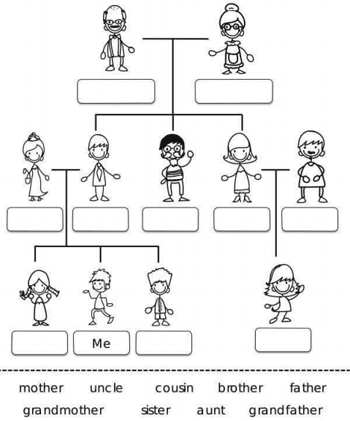 Me
mother uncle cousin brother father
grandmother sister aunt grandfather